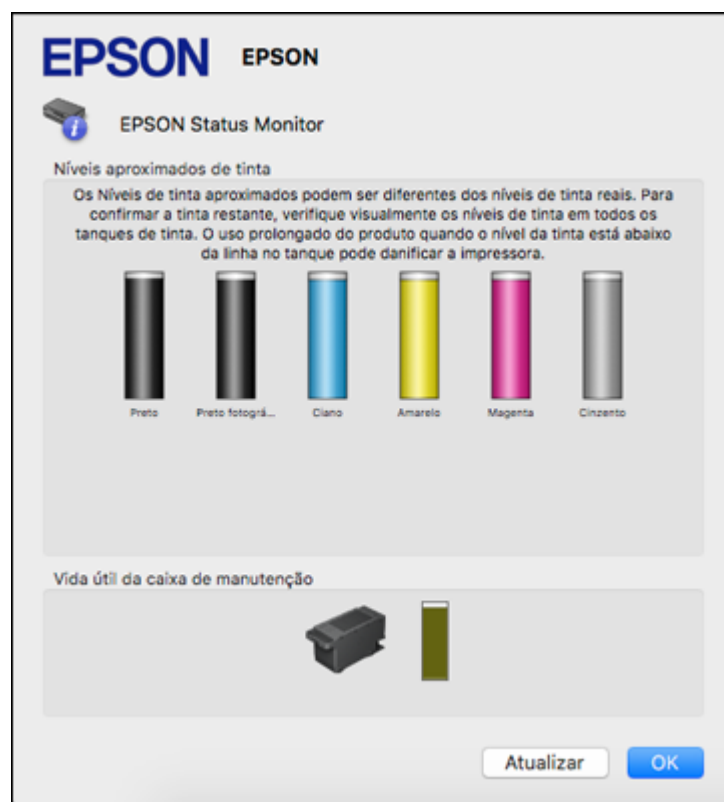 EPSON EPSON
EPSON Status Monitor
Níveis aproximados de tinta
Os Níveis de tinta aproximados podem ser diferentes dos níveis de tinta reais. Para
confirmar a tinta restante, verifique visualmente os níveis de tinta em todos os
tanques de tinta. O uso prolongado do produto quando o nível da tinta está abaixo
da linha no tanque pode danificar a impressora.
Preto Preto fotográ... Ciano Amarelo Magenta Cinzento
Vida útil da caixa de manutenção
Atualizar OK